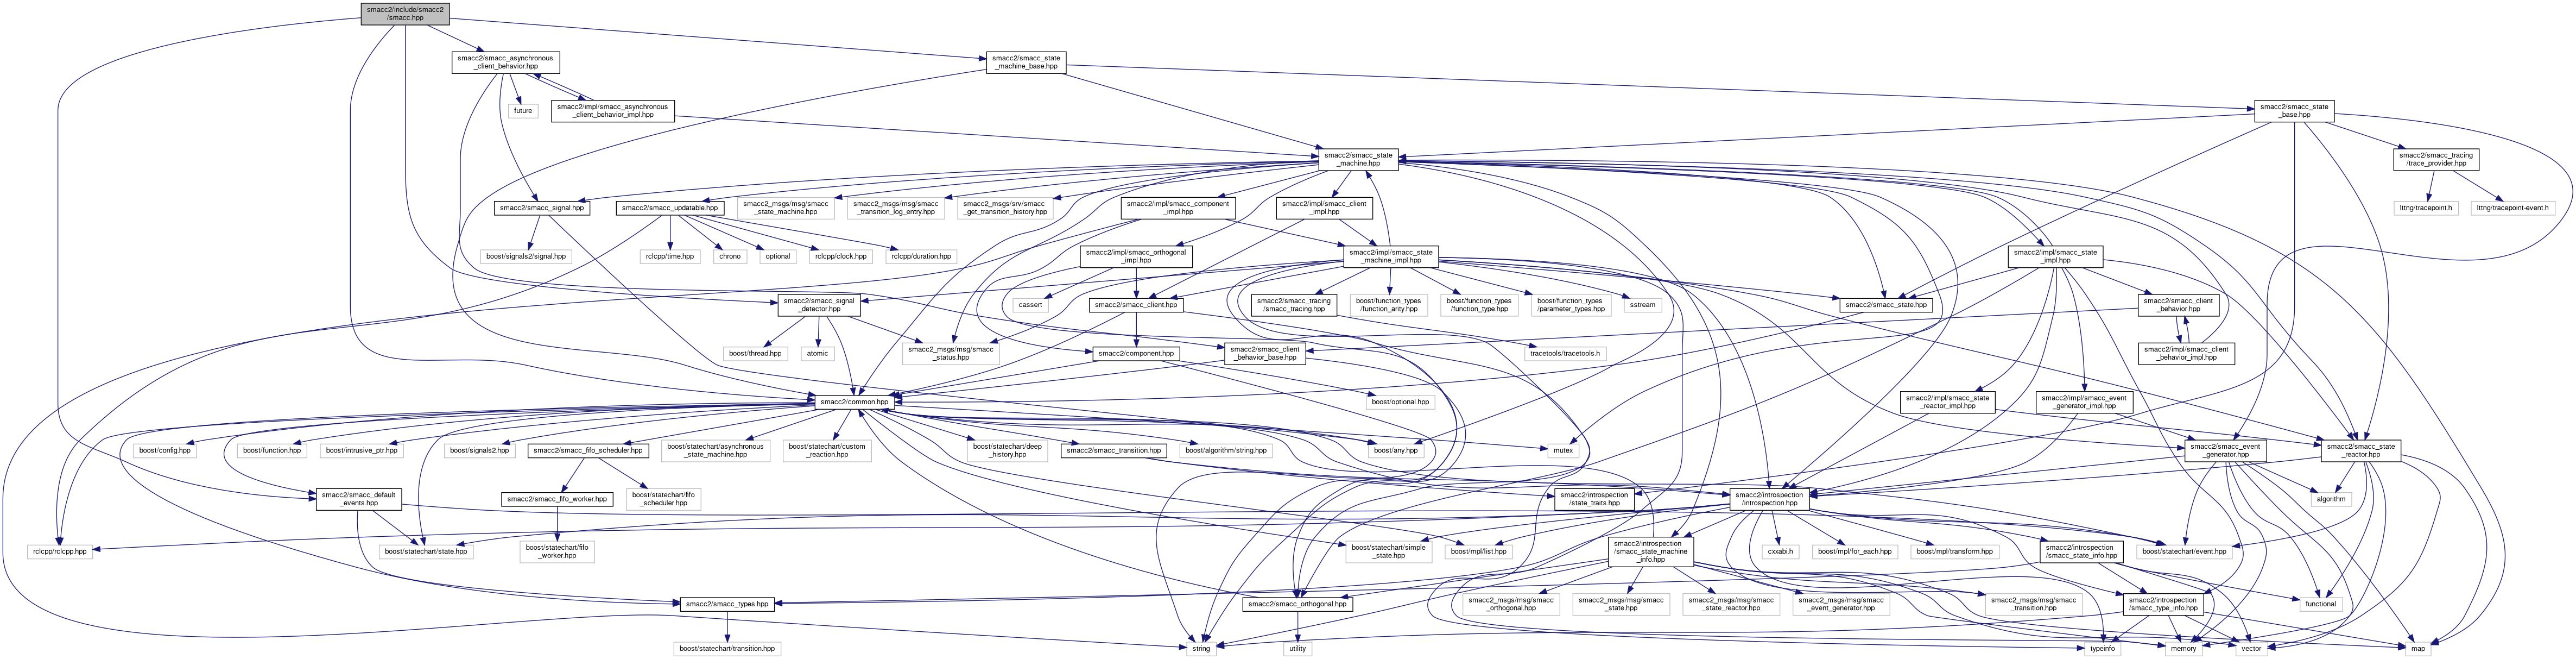 smacc2/include/smacc2
/smacc.hpp
smacc2/smacc_asynchronous
_client_behavior.hpp
smacc2/smacc_state
_machine_base.hpp
future
smacc2/impl/smacc_asynchronous
_client_behavior_impl.hpp
smacc2/smacc_state
_base.hpp
smacc2/smacc_state
_machine.hpp
smacc2/smacc_tracing
/trace_provider.hpp
smacc2/smacc_signal.hpp
smacc2/smacc_updatable.hpp
smacc2_msgs/msg/smacc
_state_machine.hpp
smacc2_msgs/msg/smacc
_transition_log_entry.hpp
smacc2_msgs/srv/smacc
_get_transition_history.hpp
smacc2/impl/smacc_component
_impl.hpp
smacc2/impl/smacc_client
_impl.hpp
lttng/tracepoint.h
lttng/tracepoint-event.h
boost/signals2/signal.hpp
rclcpp/time.hpp
chrono
optional
rclcpp/clock.hpp
rclcpp/duration.hpp
smacc2/impl/smacc_orthogonal
_impl.hpp
smacc2/impl/smacc_state
_machine_impl.hpp
smacc2/impl/smacc_state
_impl.hpp
smacc2/smacc_signal
_detector.hpp
cassert
smacc2/smacc_client.hpp
smacc2/smacc_tracing
/smacc_tracing.hpp
boost/function_types
/function_arity.hpp
boost/function_types
/function_type.hpp
boost/function_types
/parameter_types.hpp
sstream
smacc2/smacc_state.hpp
smacc2/smacc_client
_behavior.hpp
boost/thread.hpp
atomic
smacc2_msgs/msg/smacc
_status.hpp
smacc2/component.hpp
smacc2/smacc_client
_behavior_base.hpp
tracetools/tracetools.h
smacc2/impl/smacc_client
_behavior_impl.hpp
smacc2/common.hpp
boost/optional.hpp
smacc2/impl/smacc_state
_reactor_impl.hpp
smacc2/impl/smacc_event
_generator_impl.hpp
boost/config.hpp
boost/function.hpp
boost/intrusive_ptr.hpp
boost/signals2.hpp
smacc2/smacc_fifo_scheduler.hpp
boost/statechart/asynchronous
_state_machine.hpp
boost/statechart/custom
_reaction.hpp
boost/statechart/deep
_history.hpp
smacc2/smacc_transition.hpp
boost/algorithm/string.hpp
boost/any.hpp
mutex
smacc2/smacc_event
_generator.hpp
smacc2/smacc_state
_reactor.hpp
smacc2/smacc_default
_events.hpp
smacc2/smacc_fifo_worker.hpp
boost/statechart/fifo
_scheduler.hpp
smacc2/introspection
/state_traits.hpp
smacc2/introspection
/introspection.hpp
algorithm
rclcpp/rclcpp.hpp
boost/statechart/state.hpp
boost/statechart/fifo
_worker.hpp
boost/statechart/simple
_state.hpp
boost/mpl/list.hpp
smacc2/introspection
/smacc_state_machine
_info.hpp
cxxabi.h
boost/mpl/for_each.hpp
boost/mpl/transform.hpp
smacc2/introspection
/smacc_state_info.hpp
boost/statechart/event.hpp
smacc2/smacc_types.hpp
smacc2/smacc_orthogonal.hpp
smacc2_msgs/msg/smacc
_orthogonal.hpp
smacc2_msgs/msg/smacc
_state.hpp
smacc2_msgs/msg/smacc
_state_reactor.hpp
smacc2_msgs/msg/smacc
_event_generator.hpp
smacc2_msgs/msg/smacc
_transition.hpp
smacc2/introspection
/smacc_type_info.hpp
functional
boost/statechart/transition.hpp
string
utility
typeinfo
memory
vector
map